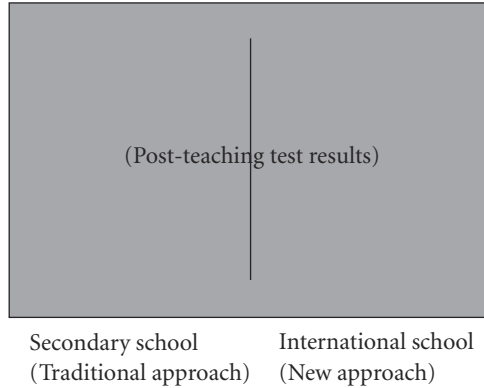 (Post-teaching test results)
Secondary school
(Traditional approach)
International school
(New approach)